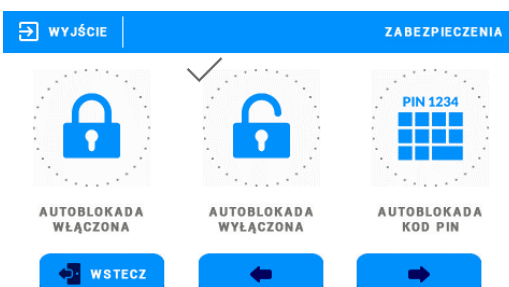 WYJŚCIE
ZABEZPIECZENIA
PIN 1234
AUTOBLOKADA
WŁĄCZONA
AUTOBLOKADA
WYŁĄCZONA
AUTOBLOKADA
KOD PIN
WSTECZ